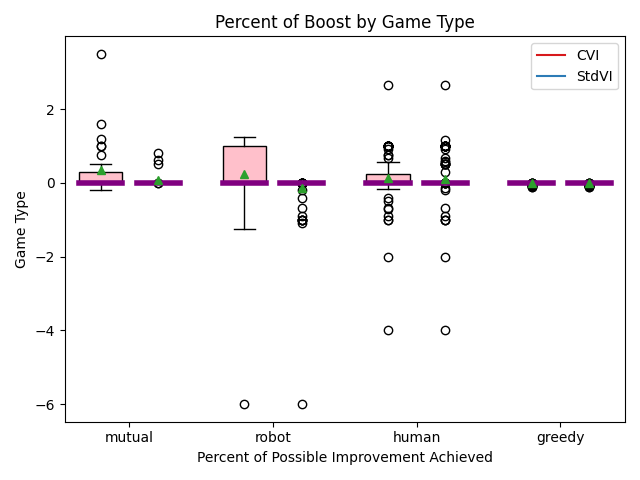 Percent of Boost by Game Type
CVI
StdVI
Game Type
2
0
−2
−4
−6
mutual
robot
human
greedy
Percent of Possible Improvement Achieved